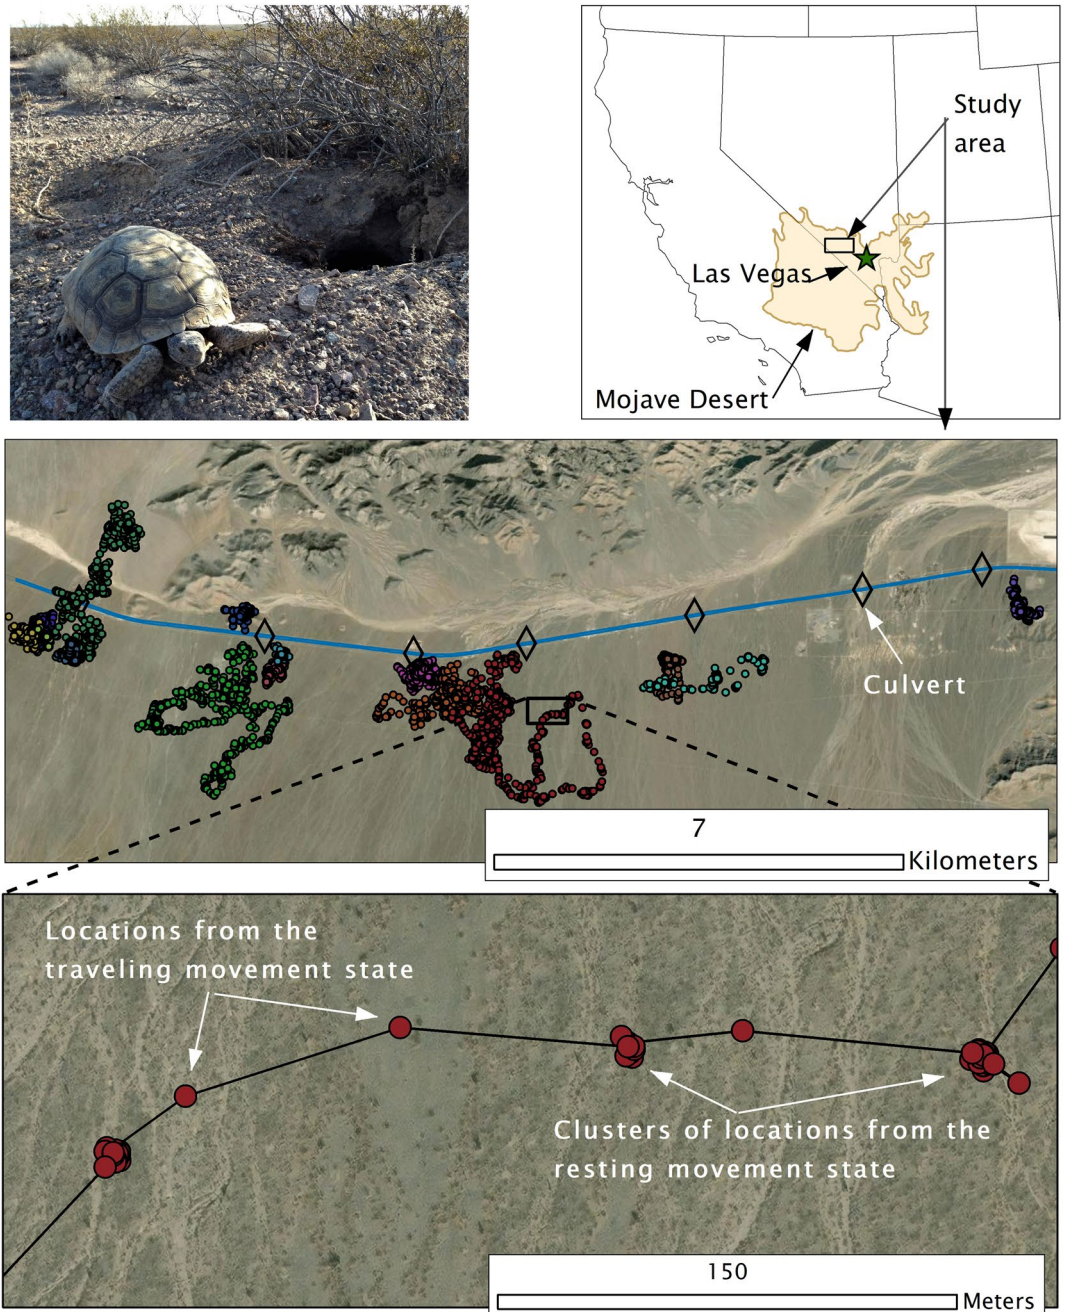 Study
area
Las Vegas
Mojave Desert
Culvert
7
Kilometers
Locations from the
traveling movement state
Clusters of locations from the
resting movement state
150
Meters